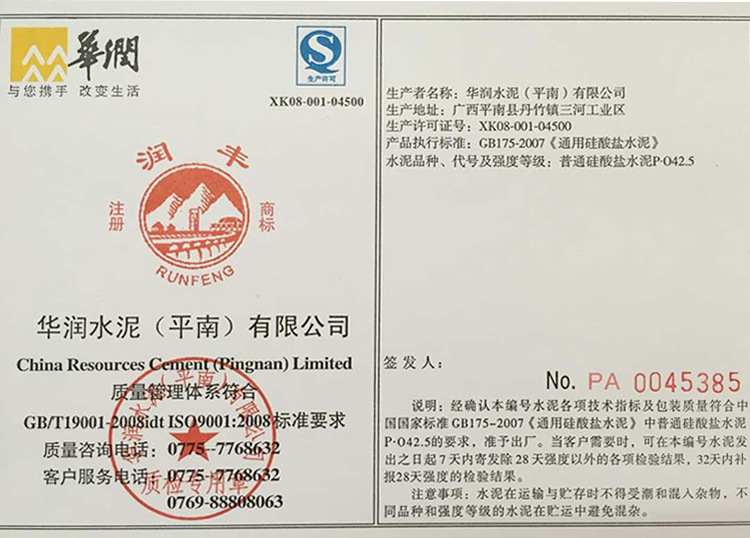 華潤
与您携手 改变生活
生产许可
XK08-001-04500
润丰
注册 商标
RUNFENG
华润水泥（平南）有限公司
China Resources Cement (Pingnan) Limited
质量管理体系符合
GB/T19001-2008idt ISO9001:2008标准要求
质量咨询电话：0775-7768632
客户服务电话：0775-7768632
0769-88808063
华润水泥（平南）有限公司
质检专用章
生产者名称：华润水泥（平南）有限公司
生产地址：广西平南县丹竹镇三河工业区
生产许可证号：XK08-001-04500
产品执行标准：GB175-2007《通用硅酸盐水泥》
水泥品种、代号及强度等级：普通硅酸盐水泥P·O42.5
签发人：
No. PA 0045385
说明：经确认本编号水泥各项技术指标及包装质量符合中
国国家标准GB175-2007《通用硅酸盐水泥》中普通硅酸盐水泥
P·O42.5的要求，准予出厂。当客户需要时，可在本编号水泥发
出之日起7天内寄发除28天强度以外的各项检验结果，32天内补
报28天强度的检验结果。
注意事项：水泥在运输与贮存时不得受潮和混入杂物，不
同品种和强度等级的水泥在贮运中避免混杂。